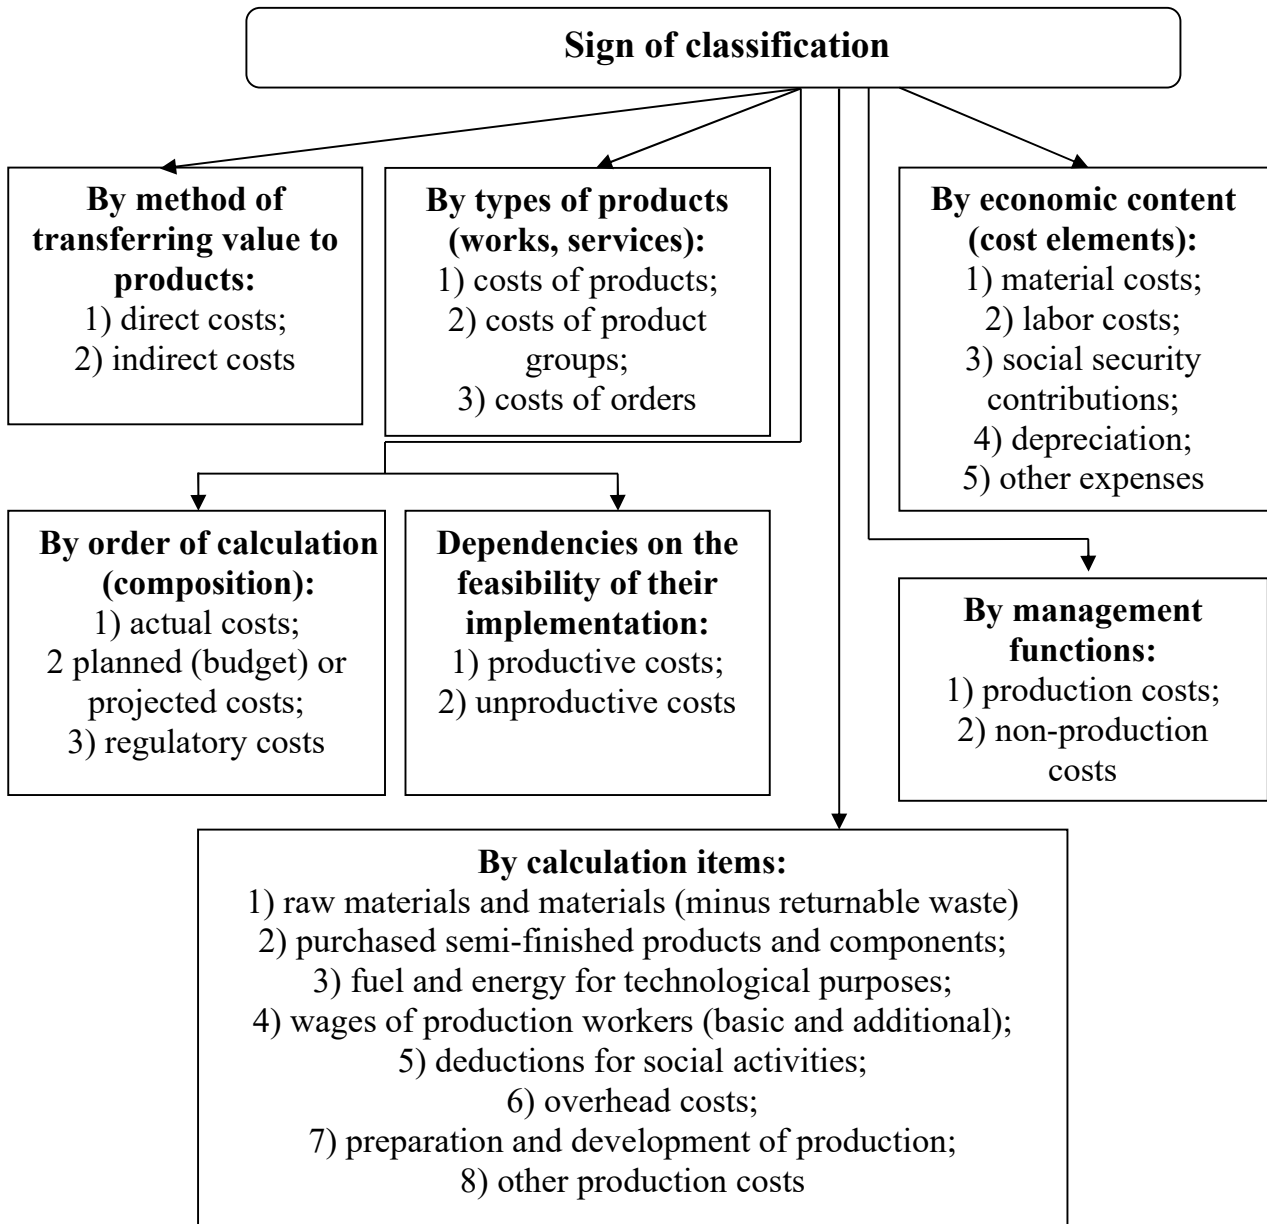 Sign of classification
By method of
transferring value to
products:
1) direct costs;
2) indirect costs
By types of products
(works, services):
1) costs of products;
2) costs of product
groups;
3) costs of orders
By economic content
(cost elements):
1) material costs;
2) labor costs;
3) social security
contributions;
4) depreciation;
5) other expenses
By order of calculation
(composition):
1) actual costs;
2 planned (budget) or
projected costs;
3) regulatory costs
Dependencies on the
feasibility of their
implementation:
1) productive costs;
2) unproductive costs
By management
functions:
1) production costs;
2) non-production
costs
By calculation items:
1) raw materials and materials (minus returnable waste)
2) purchased semi-finished products and components;
3) fuel and energy for technological purposes;
4) wages of production workers (basic and additional);
5) deductions for social activities;
6) overhead costs;
7) preparation and development of production;
8) other production costs